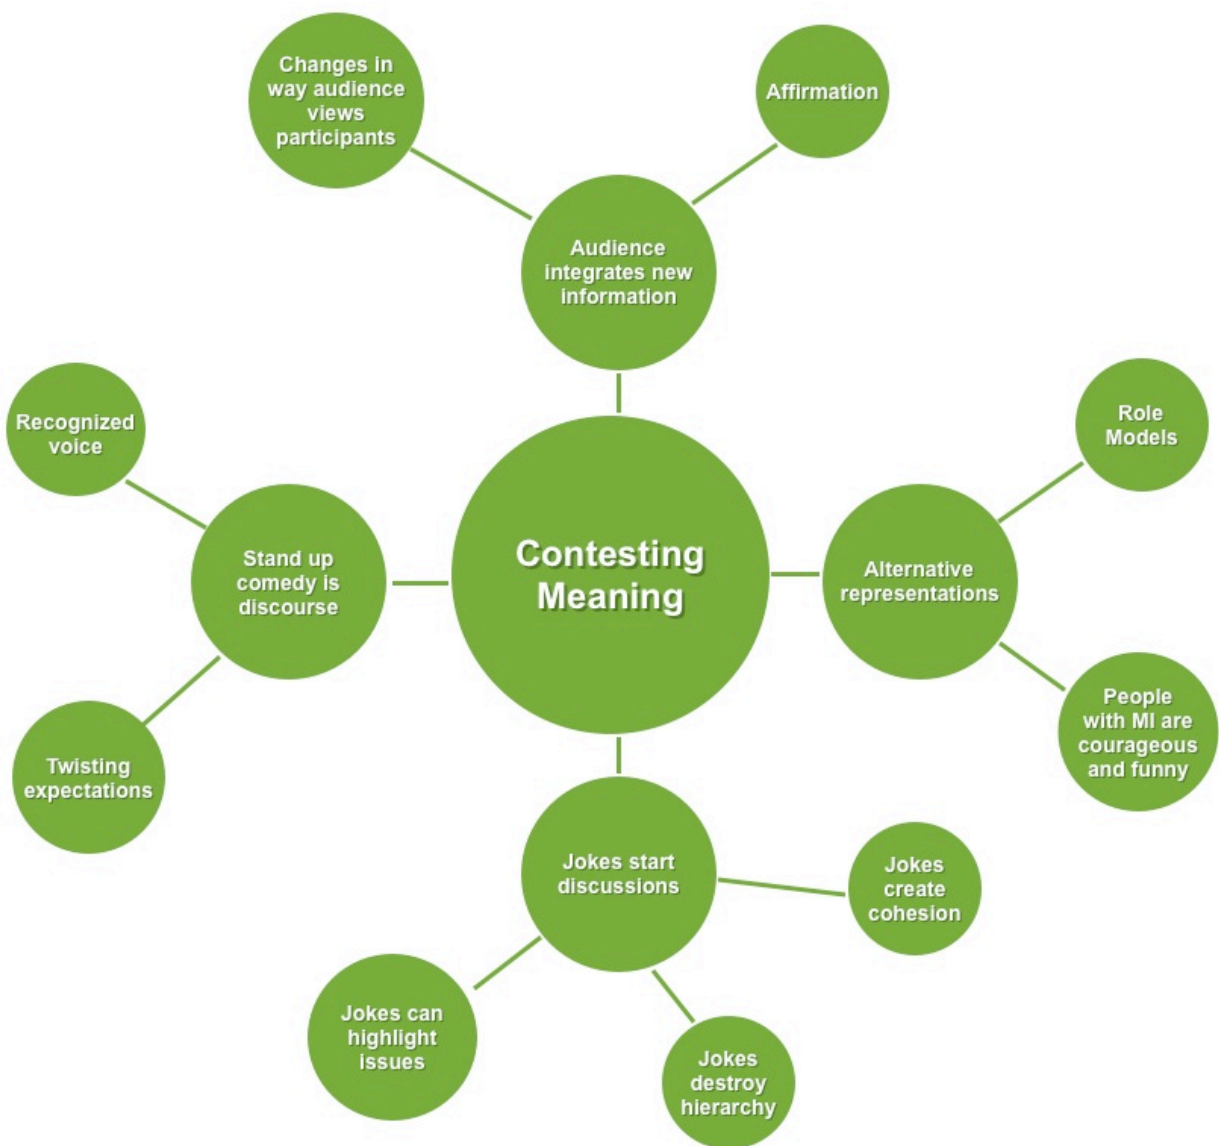 Changes in
way audience
views
participants
Affirmation
Audience
integrates new
information
Recognized
voice
Role
Models
Stand up
comedy is
discourse
Contesting
Meaning
Alternative
representations
Twisting
expectations
People
with MI are
courageous
and funny
Jokes start
discussions
Jokes
create
cohesion
Jokes can
highlight
issues
Jokes
destroy
hierarchy